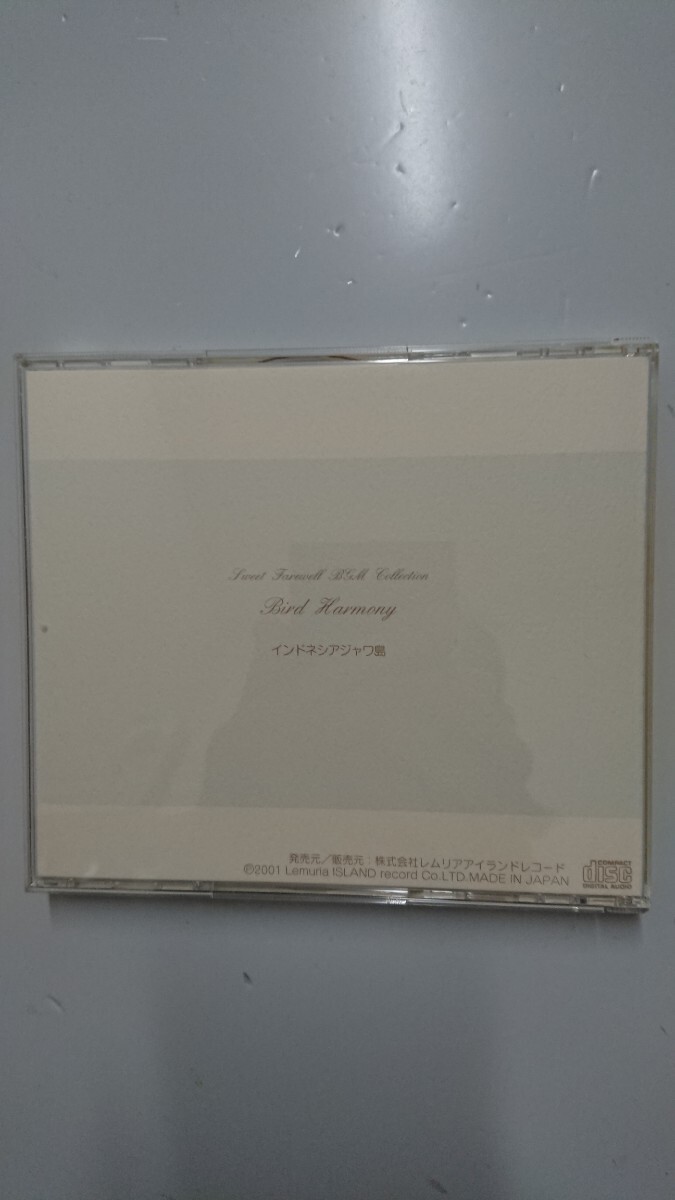 Sweet Farewell BGM Collection
Bird Harmony
インドネシアジャワ島
発売元／販売元：株式会社レムリアアイランドレコード
℗2001 Lemuria ISLAND record Co.LTD.MADE IN JAPAN
COMPACT
disc
DIGITAL AUDIO